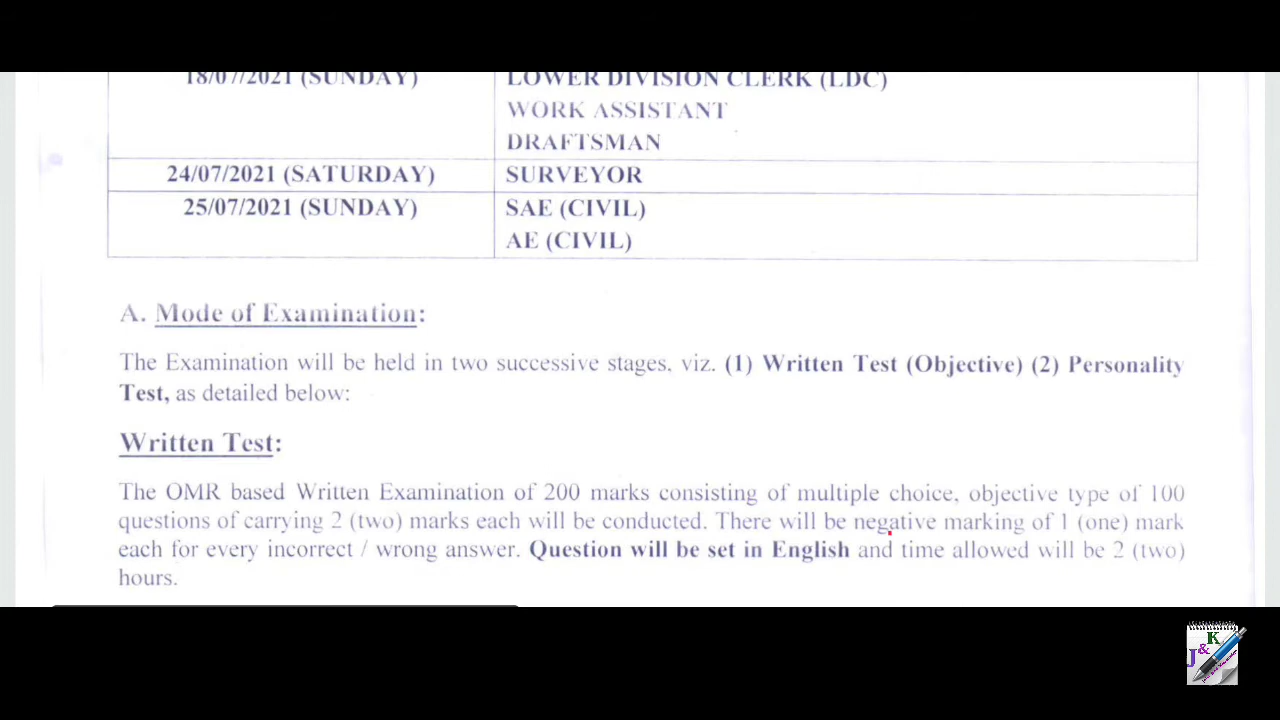 18/07/2021 (SUNDAY) LOWER DIVISION CLERK (LDC)
WORK ASSISTANT
DRAFTSMAN
24/07/2021 (SATURDAY) SURVEYOR
25/07/2021 (SUNDAY) SAE (CIVIL)
AE (CIVIL)
A. Mode of Examination:
The Examination will be held in two successive stages, viz. (1) Written Test (Objective) (2) Personality
Test, as detailed below:
Written Test:
The OMR based Written Examination of 200 marks consisting of multiple choice, objective type of 100
questions of carrying 2 (two) marks each will be conducted. There will be negative marking of 1 (one) mark
each for every incorrect / wrong answer. Question will be set in English and time allowed will be 2 (two)
hours.
J&K